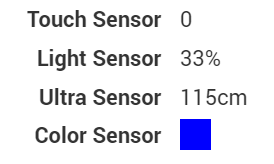 Touch Sensor 0
Light Sensor 33%
Ultra Sensor 115cm
Color Sensor